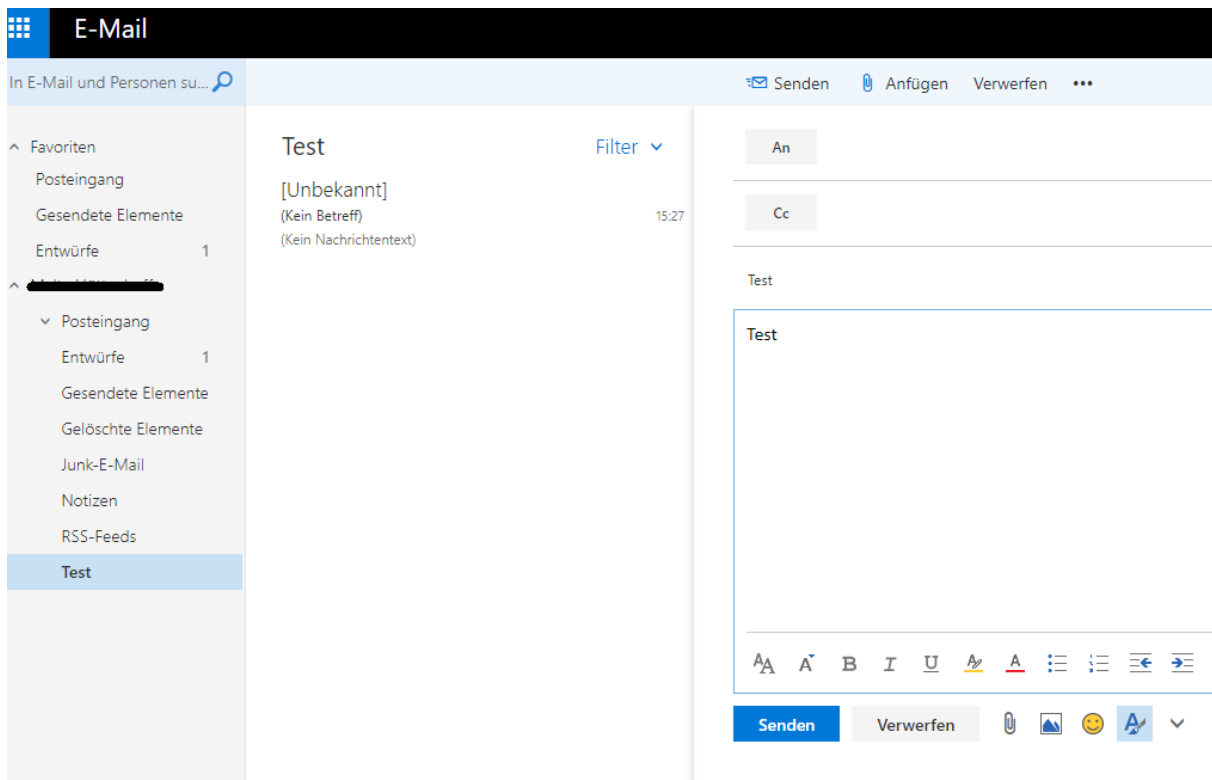 E-Mail
In E-Mail und Personen su...
Senden Anfügen Verwerfen •••
Favoriten
Posteingang
Gesendete Elemente
Entwürfe 1
Posteingang
Entwürfe 1
Gesendete Elemente
Gelöschte Elemente
Junk-E-Mail
Notizen
RSS-Feeds
Test
Test Filter
[Unbekannt]
(Kein Betreff) 15:27
(Kein Nachrichtentext)
An
Cc
Test
Test
Senden Verwerfen